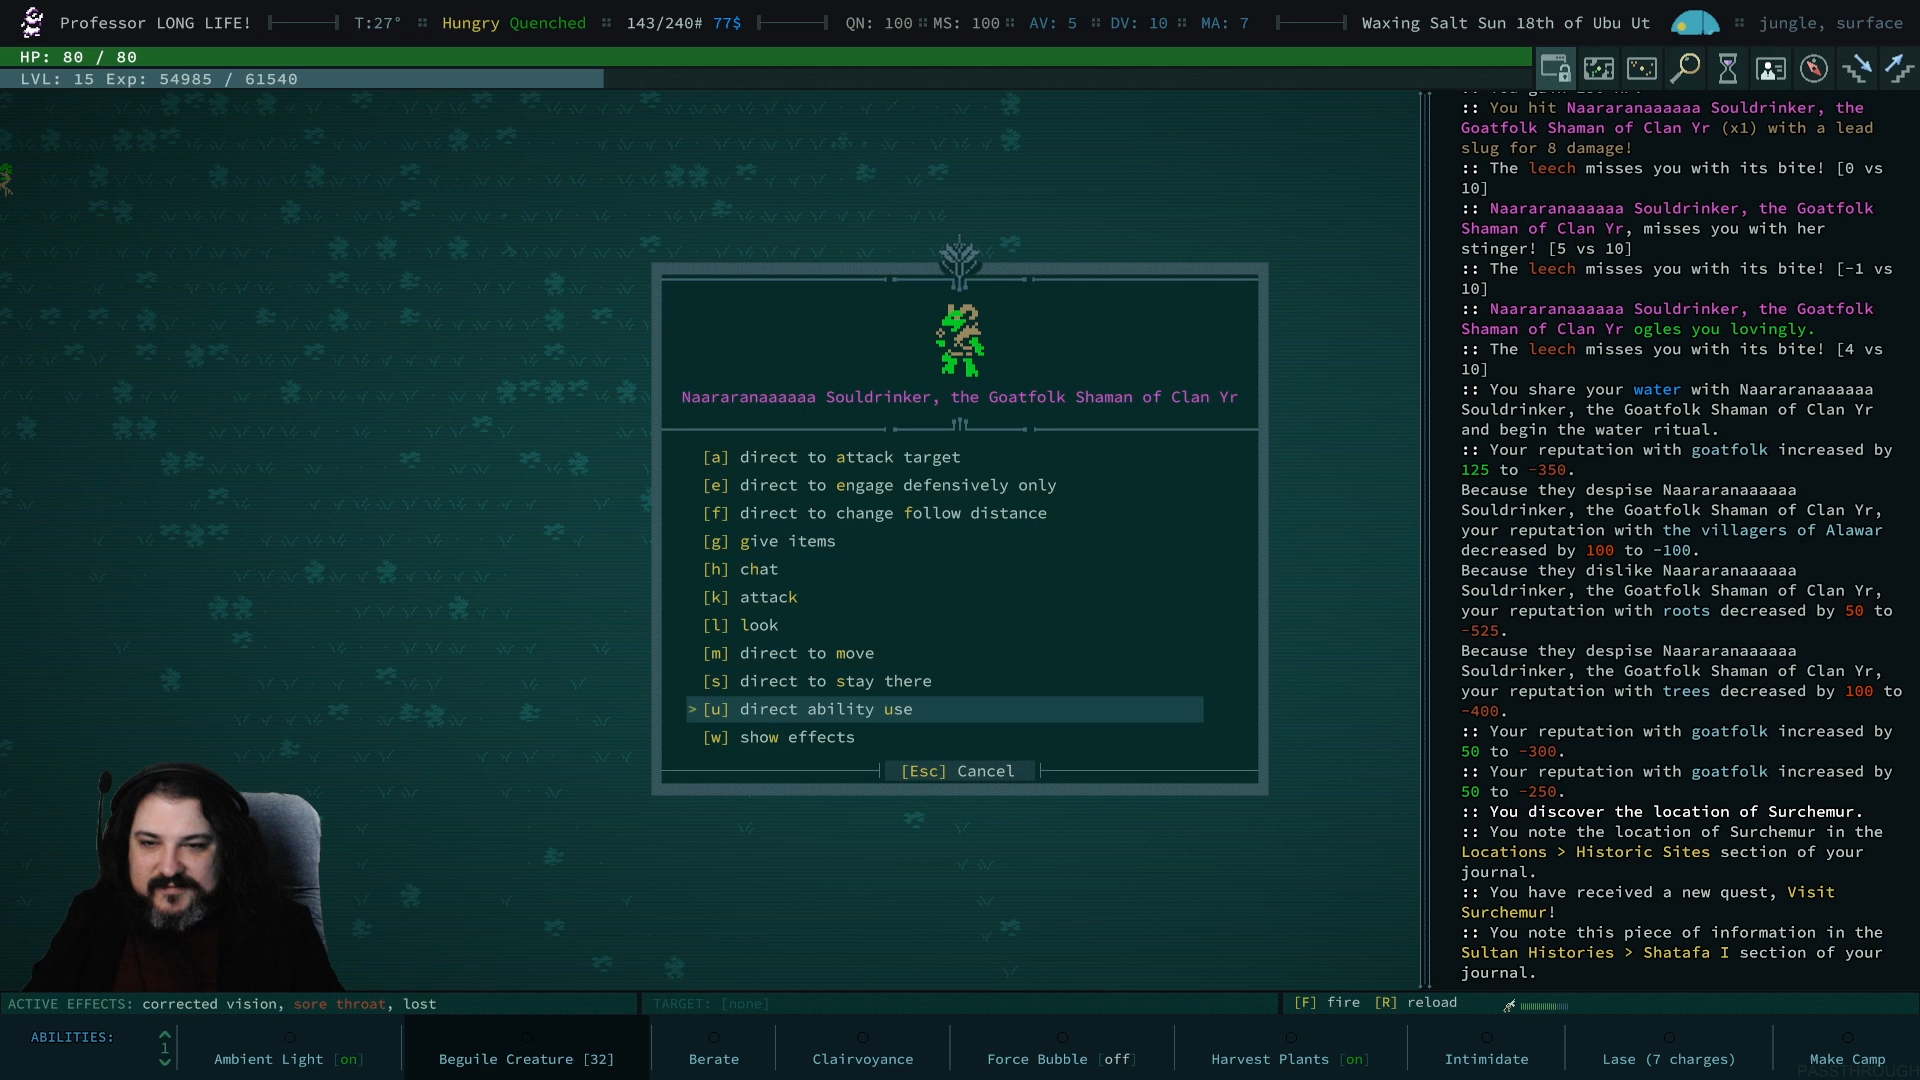 Professor LONG LIFE! T:27° :: Hungry Quenched :: 143/240# 77$ QN: 100 :: MS: 100 :: AV: 5 :: DV: 10 :: MA: 7 Waxing Salt Sun 18th of Ubu Ut :: jungle, surface
HP: 80 / 80
LVL: 15 Exp: 54985 / 61540
:: You hit Naararanaaaaaa Souldrinker, the
Goatfolk Shaman of Clan Yr (x1) with a lead
slug for 8 damage!
:: The leech misses you with its bite! [0 vs
10]
:: Naararanaaaaaa Souldrinker, the Goatfolk
Shaman of Clan Yr, misses you with her
stinger! [5 vs 10]
:: The leech misses you with its bite! [-1 vs
10]
:: Naararanaaaaaa Souldrinker, the Goatfolk
Shaman of Clan Yr ogles you lovingly.
:: The leech misses you with its bite! [4 vs
10]
:: You share your water with Naararanaaaaaa
Souldrinker, the Goatfolk Shaman of Clan Yr
and begin the water ritual.
:: Your reputation with goatfolk increased by
125 to -350.
Because they despise Naararanaaaaaa
Souldrinker, the Goatfolk Shaman of Clan Yr,
your reputation with the villagers of Alawar
decreased by 100 to -100.
Because they dislike Naararanaaaaaa
Souldrinker, the Goatfolk Shaman of Clan Yr,
your reputation with roots decreased by 50 to
-525.
Because they despise Naararanaaaaaa
Souldrinker, the Goatfolk Shaman of Clan Yr,
your reputation with trees decreased by 100 to
-400.
:: Your reputation with goatfolk increased by
50 to -300.
:: Your reputation with goatfolk increased by
50 to -250.
:: You discover the location of Surchemur.
:: You note the location of Surchemur in the
Locations > Historic Sites section of your
journal.
:: You have received a new quest, Visit
Surchemur!
:: You note this piece of information in the
Sultan Histories > Shatafa I section of your
journal.
Naararanaaaaaa Souldrinker, the Goatfolk Shaman of Clan Yr
[a] direct to attack target
[e] direct to engage defensively only
[f] direct to change follow distance
[g] give items
[h] chat
[k] attack
[l] look
[m] direct to move
[s] direct to stay there
> [u] direct ability use
[w] show effects
[Esc] Cancel
ACTIVE EFFECTS: corrected vision, sore throat, lost
TARGET: [none]
[F] fire [R] reload
ABILITIES: 1 Ambient Light [on] Beguile Creature [32] Berate Clairvoyance Force Bubble [off] Harvest Plants [on] Intimidate Lase (7 charges) Make Camp
PASSTHROUGH